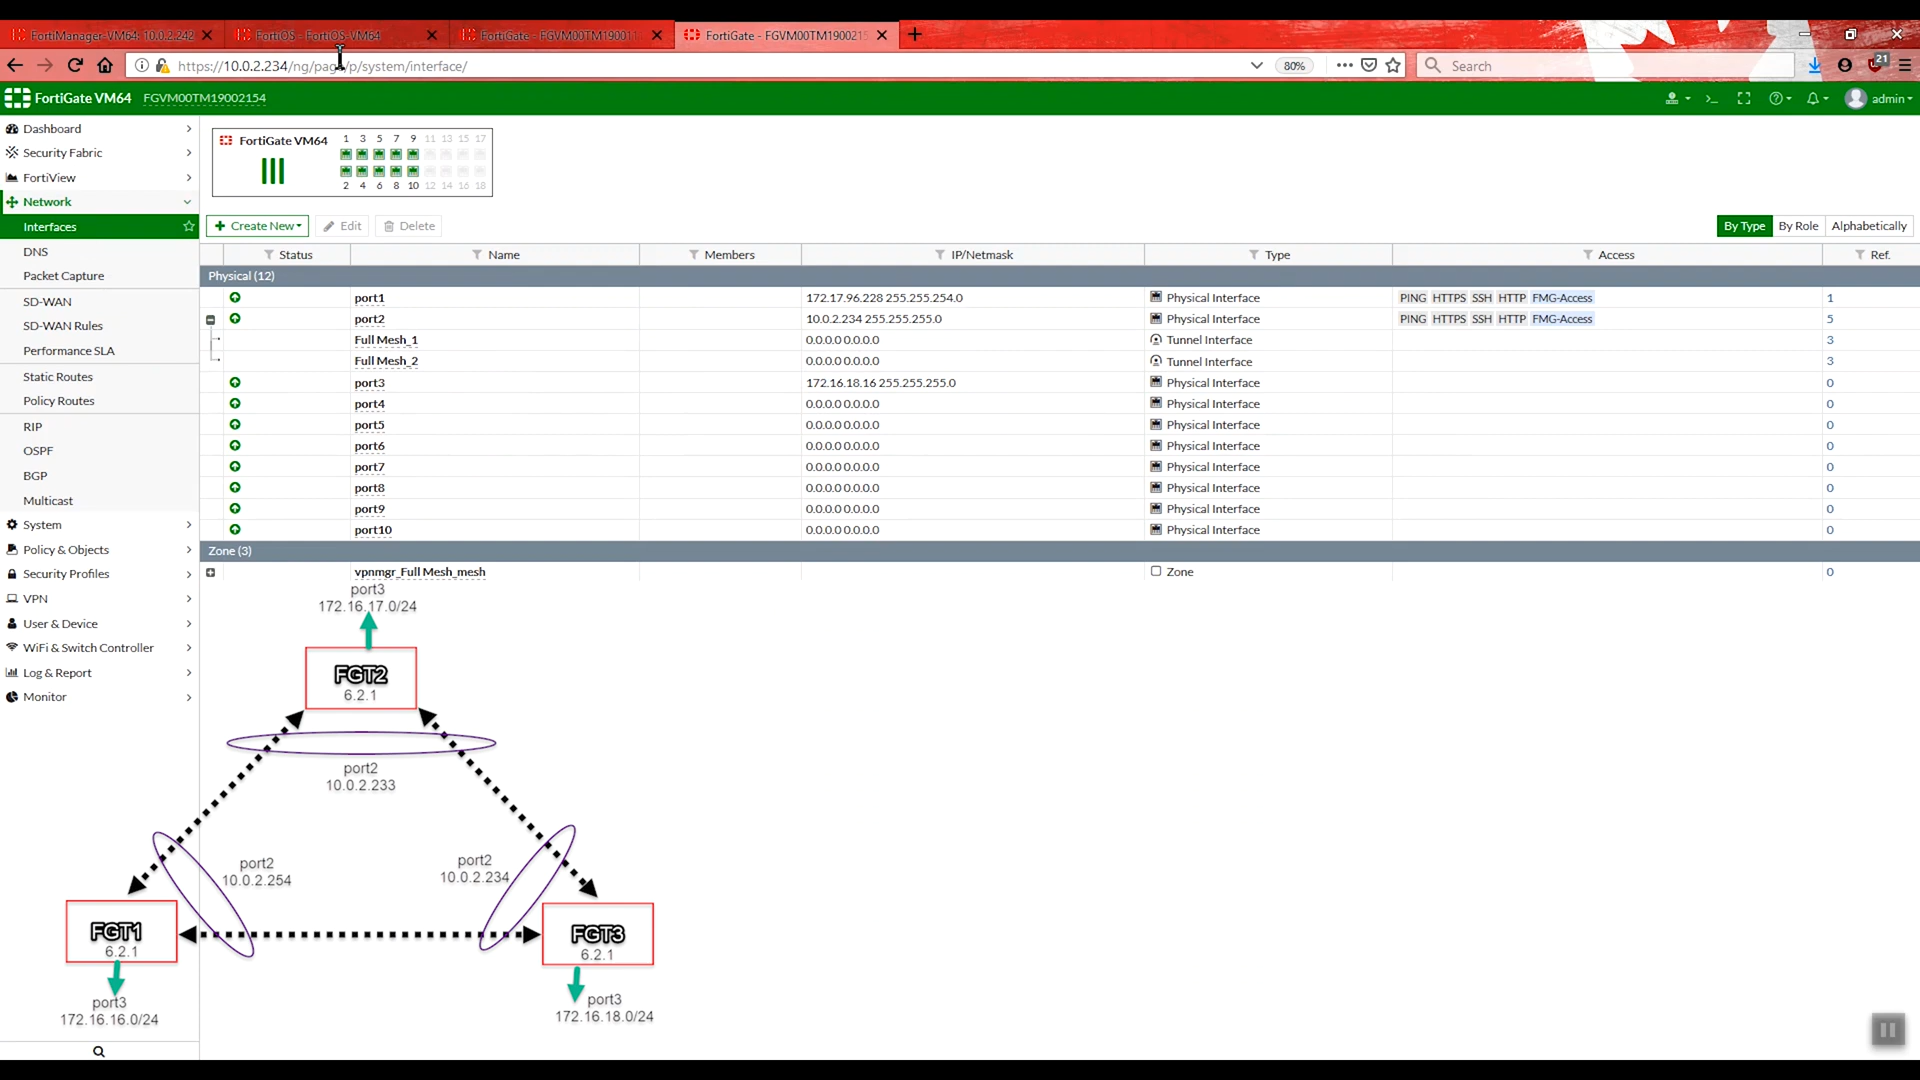 FortiManager-VM64: 10.0.2.242
FortiOS - FortiOS-VM64
FortiGate - FGVM00TM190011
FortiGate - FGVM00TM1900215
https://10.0.2.234/ng/page/p/system/interface/
80%
Search
21
FortiGate VM64 FGVM00TM19002154
admin
Dashboard
Security Fabric
FortiView
Network
Interfaces
DNS
Packet Capture
SD-WAN
SD-WAN Rules
Performance SLA
Static Routes
Policy Routes
RIP
OSPF
BGP
Multicast
System
Policy & Objects
Security Profiles
VPN
User & Device
WiFi & Switch Controller
Log & Report
Monitor
FortiGate VM64
1 3 5 7 9 11 13 15 17
2 4 6 8 10 12 14 16 18
Create New Edit Delete
By Type By Role Alphabetically
Status Name Members IP/Netmask Type Access Ref.
Physical (12)
port1 172.17.96.228 255.255.254.0 Physical Interface PING HTTPS SSH HTTP FMG-Access 1
port2 10.0.2.234 255.255.255.0 Physical Interface PING HTTPS SSH HTTP FMG-Access 5
Full Mesh_1 0.0.0.0 0.0.0.0 Tunnel Interface 3
Full Mesh_2 0.0.0.0 0.0.0.0 Tunnel Interface 3
port3 172.16.18.16 255.255.255.0 Physical Interface 0
port4 0.0.0.0 0.0.0.0 Physical Interface 0
port5 0.0.0.0 0.0.0.0 Physical Interface 0
port6 0.0.0.0 0.0.0.0 Physical Interface 0
port7 0.0.0.0 0.0.0.0 Physical Interface 0
port8 0.0.0.0 0.0.0.0 Physical Interface 0
port9 0.0.0.0 0.0.0.0 Physical Interface 0
port10 0.0.0.0 0.0.0.0 Physical Interface 0
Zone (3)
vpnmgr_Full Mesh_mesh Zone 0
port3
172.16.17.0/24
FGT2
6.2.1
port2
10.0.2.233
port2
10.0.2.254
port2
10.0.2.234
FGT1
6.2.1
FGT3
6.2.1
port3
172.16.16.0/24
port3
172.16.18.0/24